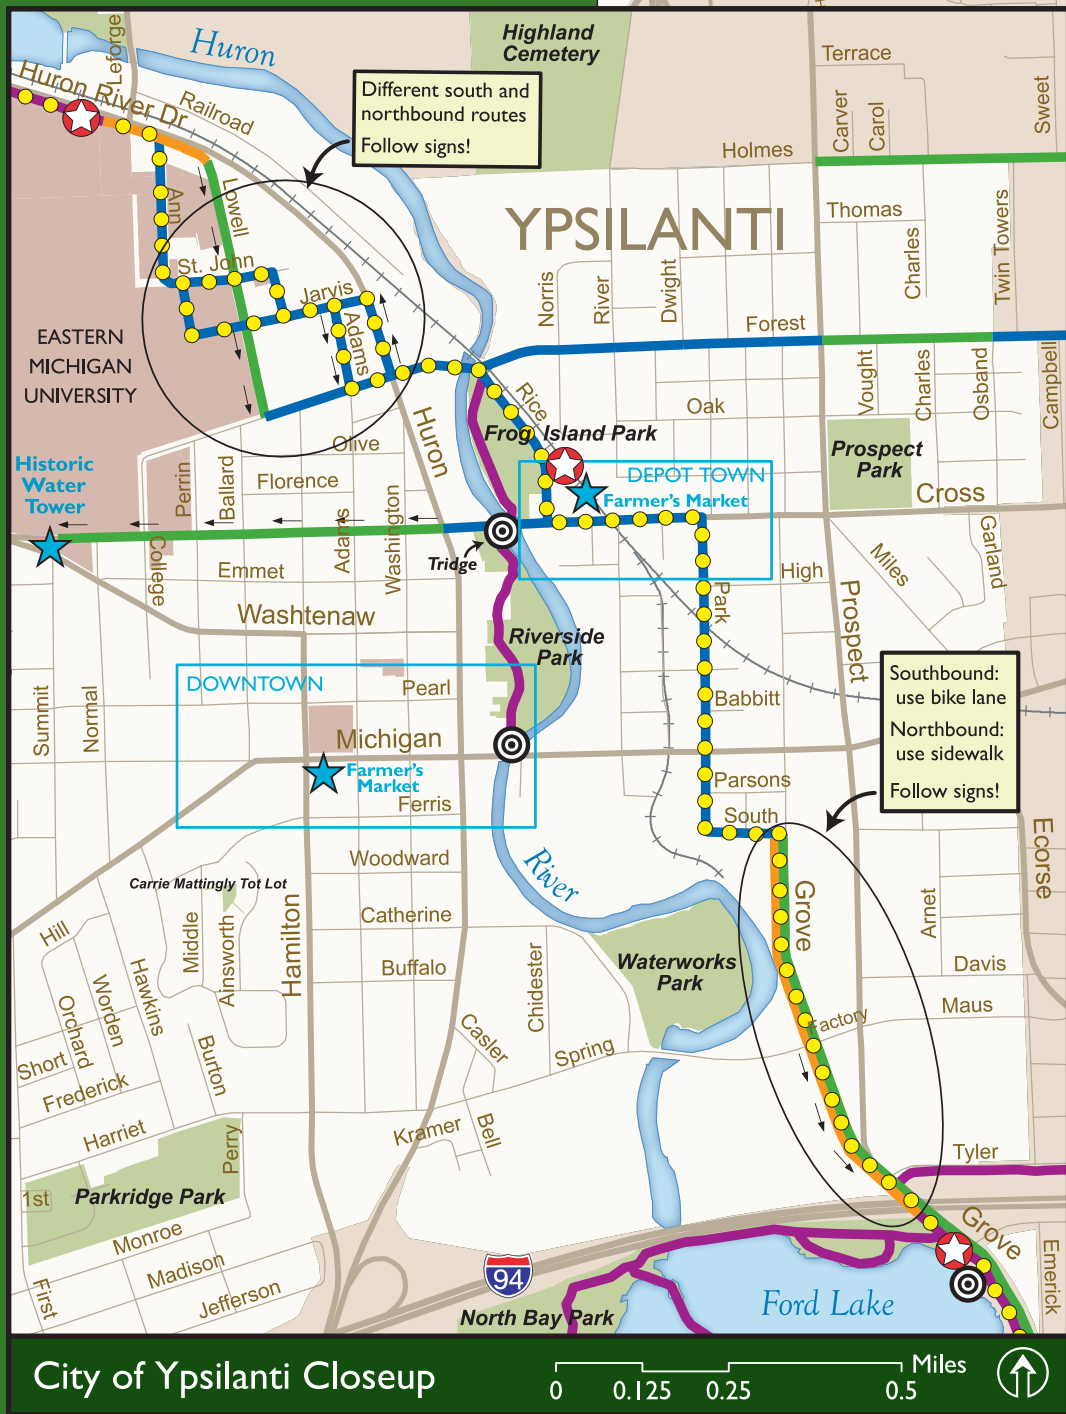 Highland
Cemetery
Huron
Leforge
Huron River Dr
Railroad
Different south and
northbound routes
Follow signs!
Terrace
Carver
Carol
Sweet
Holmes
Ann
Lowell
YPSILANTI
Thomas
Charles
Twin Towers
St. John
Jarvis
Adams
Norris
River
Dwight
Forest
EASTERN
MICHIGAN
UNIVERSITY
Vought
Charles
Osband
Campbell
Rice
Oak
Huron
Olive
Frog Island Park
Prospect
Park
Historic
Water
Tower
Perrin
Ballard
Florence
Washington
DEPOT TOWN
Farmer's Market
Cross
College
Adams
Emmet
Tridge
High
Miles
Garland
Washtenaw
Park
Prospect
Riverside
Park
Summit
Normal
DOWNTOWN
Pearl
Babbitt
Southbound:
use bike lane
Northbound:
use sidewalk
Follow signs!
Michigan
Farmer's
Market
Ferris
Parsons
South
Woodward
River
Ecorse
Carrie Mattingly Tot Lot
Hill
Middle
Ainsworth
Hamilton
Catherine
Grove
Arnet
Buffalo
Chidester
Waterworks
Park
Davis
Maus
Orchard
Worden
Hawkins
Factory
Short
Burton
Casler
Spring
Frederick
Harriet
Perry
Kramer
Bell
Tyler
1st
Parkridge Park
Monroe
Madison
Jefferson
First
94
Grove
Emerick
North Bay Park
Ford Lake
City of Ypsilanti Closeup
Miles
0 0.125 0.25 0.5